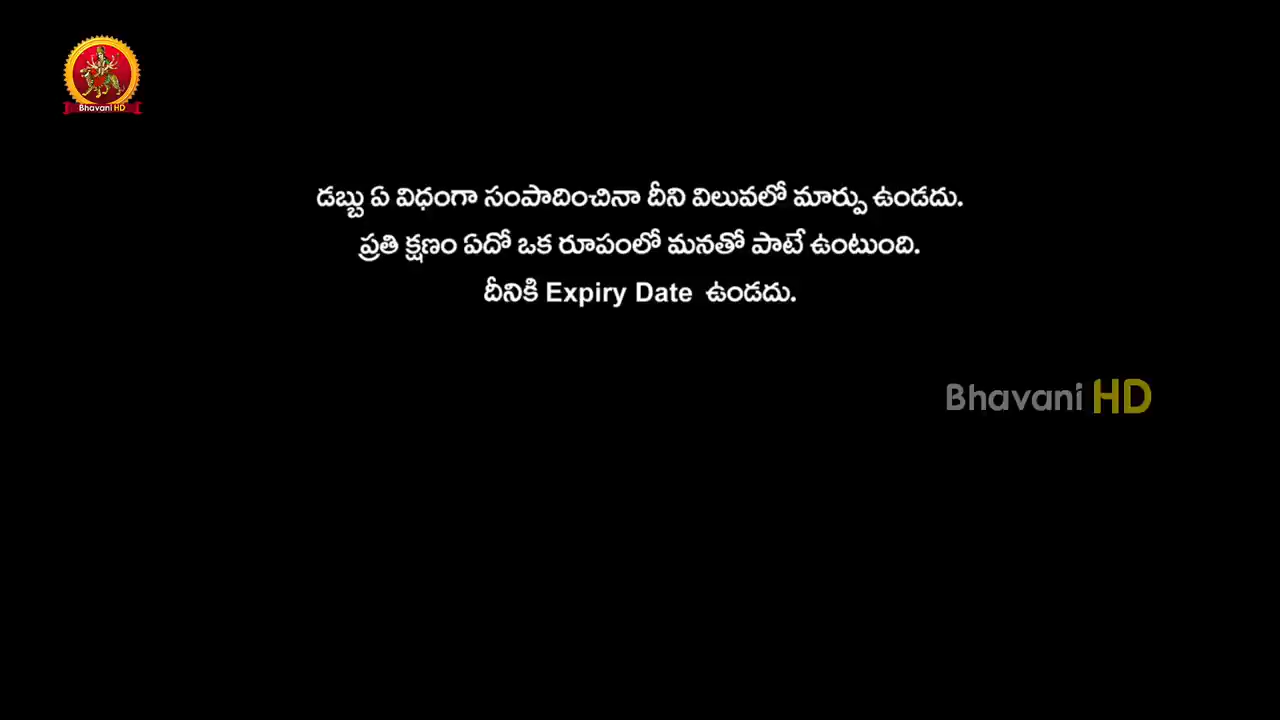 Bhavani HD
డబ్బు ఏ విధంగా సంపాదించినా దీని విలువలో మార్పు ఉండదు.
ప్రతి క్షణం ఏదో ఒక రూపంలో మనతో పాటే ఉంటుంది.
దీనికి Expiry Date ఉండదు.
Bhavani HD